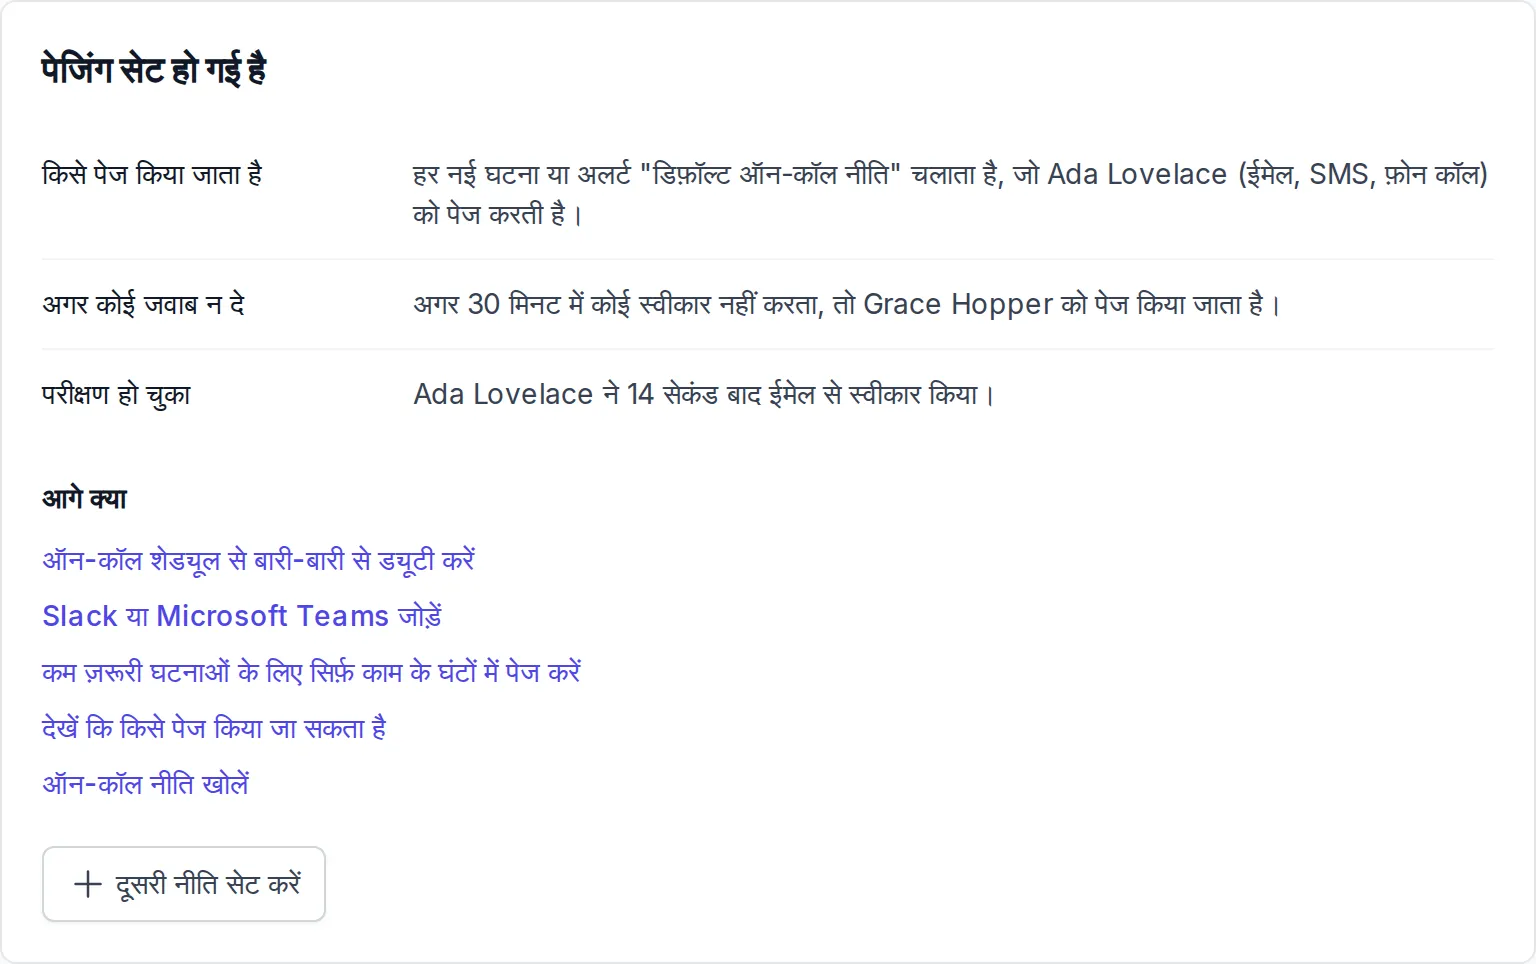 पेजिंग सेट हो गई है
किसे पेज किया जाता है
हर नई घटना या अलर्ट "डिफ़ॉल्ट ऑन-कॉल नीति" चलाता है, जो Ada Lovelace (ईमेल, SMS, फ़ोन कॉल)
को पेज करती है।
अगर कोई जवाब न दे
अगर 30 मिनट में कोई स्वीकार नहीं करता, तो Grace Hopper को पेज किया जाता है।
परीक्षण हो चुका
Ada Lovelace ने 14 सेकंड बाद ईमेल से स्वीकार किया।
आगे क्या
ऑन-कॉल शेड्यूल से बारी-बारी से ड्यूटी करें
Slack या Microsoft Teams जोड़ें
कम ज़रूरी घटनाओं के लिए सिर्फ़ काम के घंटों में पेज करें
देखें कि किसे पेज किया जा सकता है
ऑन-कॉल नीति खोलें
दूसरी नीति सेट करें